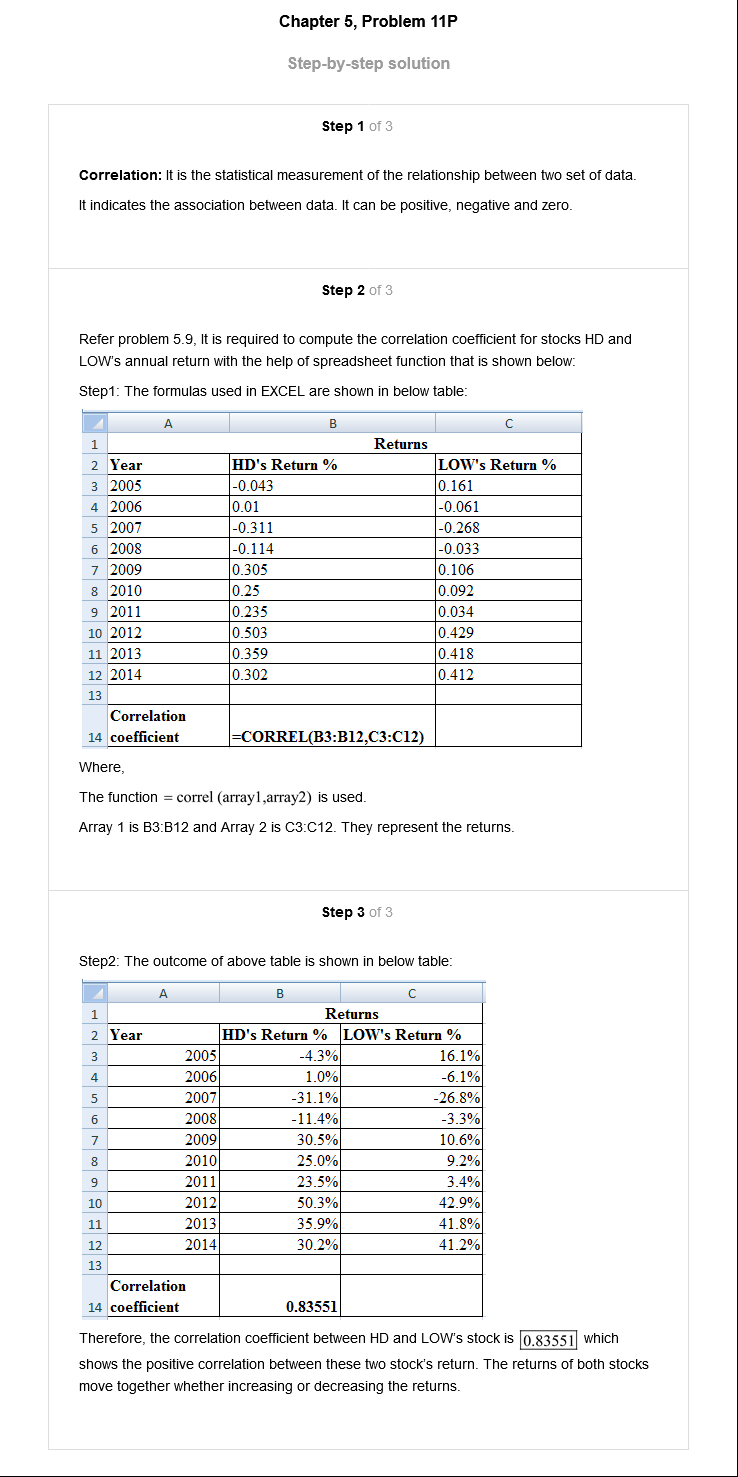 Chapter 5, Problem 11P
Step-by-step solution
Step 1 of 3
Correlation: It is the statistical measurement of the relationship between two set of data.
It indicates the association between data. It can be positive, negative and zero.
Step 2 of 3
Refer problem 5.9, It is required to compute the correlation coefficient for stocks HD and
LOW's annual return with the help of spreadsheet function that is shown below:
Step1: The formulas used in EXCEL are shown in below table:
A B C
1 Returns
2 Year HD's Return % LOW's Return %
3 2005 -0.043 0.161
4 2006 0.01 -0.061
5 2007 -0.311 -0.268
6 2008 -0.114 -0.033
7 2009 0.305 0.106
8 2010 0.25 0.092
9 2011 0.235 0.034
10 2012 0.503 0.429
11 2013 0.359 0.418
12 2014 0.302 0.412
13
Correlation
14 coefficient =CORREL(B3:B12,C3:C12)
Where,
The function = correl (array1,array2) is used.
Array 1 is B3:B12 and Array 2 is C3:C12. They represent the returns.
Step 3 of 3
Step2: The outcome of above table is shown in below table:
A B C
1 Returns
2 Year HD's Return % LOW's Return %
3 2005 -4.3% 16.1%
4 2006 1.0% -6.1%
5 2007 -31.1% -26.8%
6 2008 -11.4% -3.3%
7 2009 30.5% 10.6%
8 2010 25.0% 9.2%
9 2011 23.5% 3.4%
10 2012 50.3% 42.9%
11 2013 35.9% 41.8%
12 2014 30.2% 41.2%
13
Correlation
14 coefficient 0.83551
Therefore, the correlation coefficient between HD and LOW's stock is 0.83551 which
shows the positive correlation between these two stock's return. The returns of both stocks
move together whether increasing or decreasing the returns.